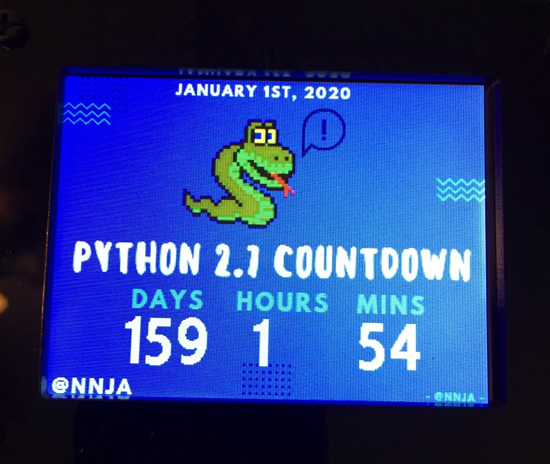 JANUARY 1ST, 2020
!
PYTHON 2.7 COUNTDOWN
DAYS HOURS MINS
159 1 54
@NNJA
- @NNJA -